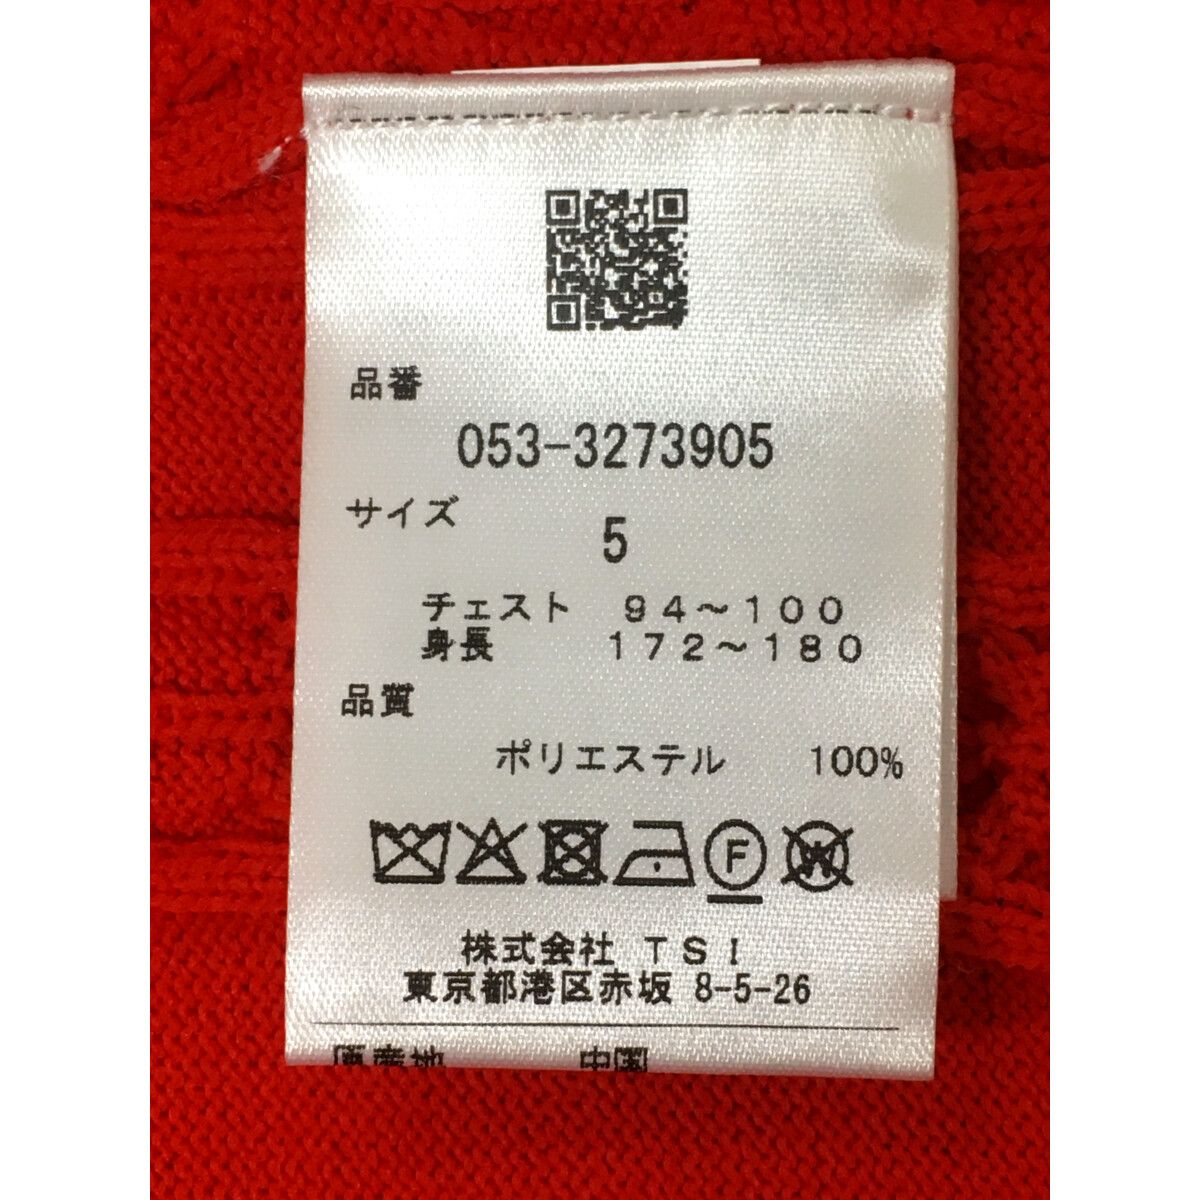 品番
053-3273905
サイズ
5
チェスト 94～100
身長 172～180
品質
ポリエステル 100%
F
W
株式会社 TSI
東京都港区赤坂 8-5-26
原産地 中国